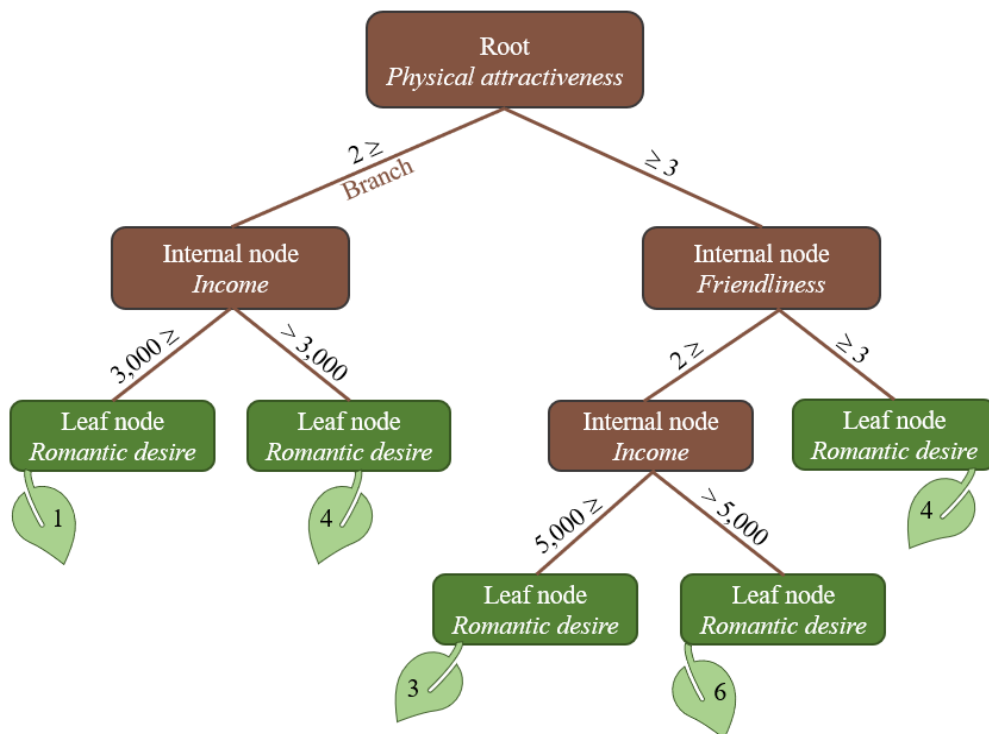 Root
Physical attractiveness
2 ≥
Branch
≥ 3
Internal node
Income
Internal node
Friendliness
3,000 ≥
> 3,000
2 ≥
≥ 3
Leaf node
Romantic desire
Leaf node
Romantic desire
Internal node
Income
Leaf node
Romantic desire
1
4
4
5,000 ≥
> 5,000
Leaf node
Romantic desire
Leaf node
Romantic desire
3
6